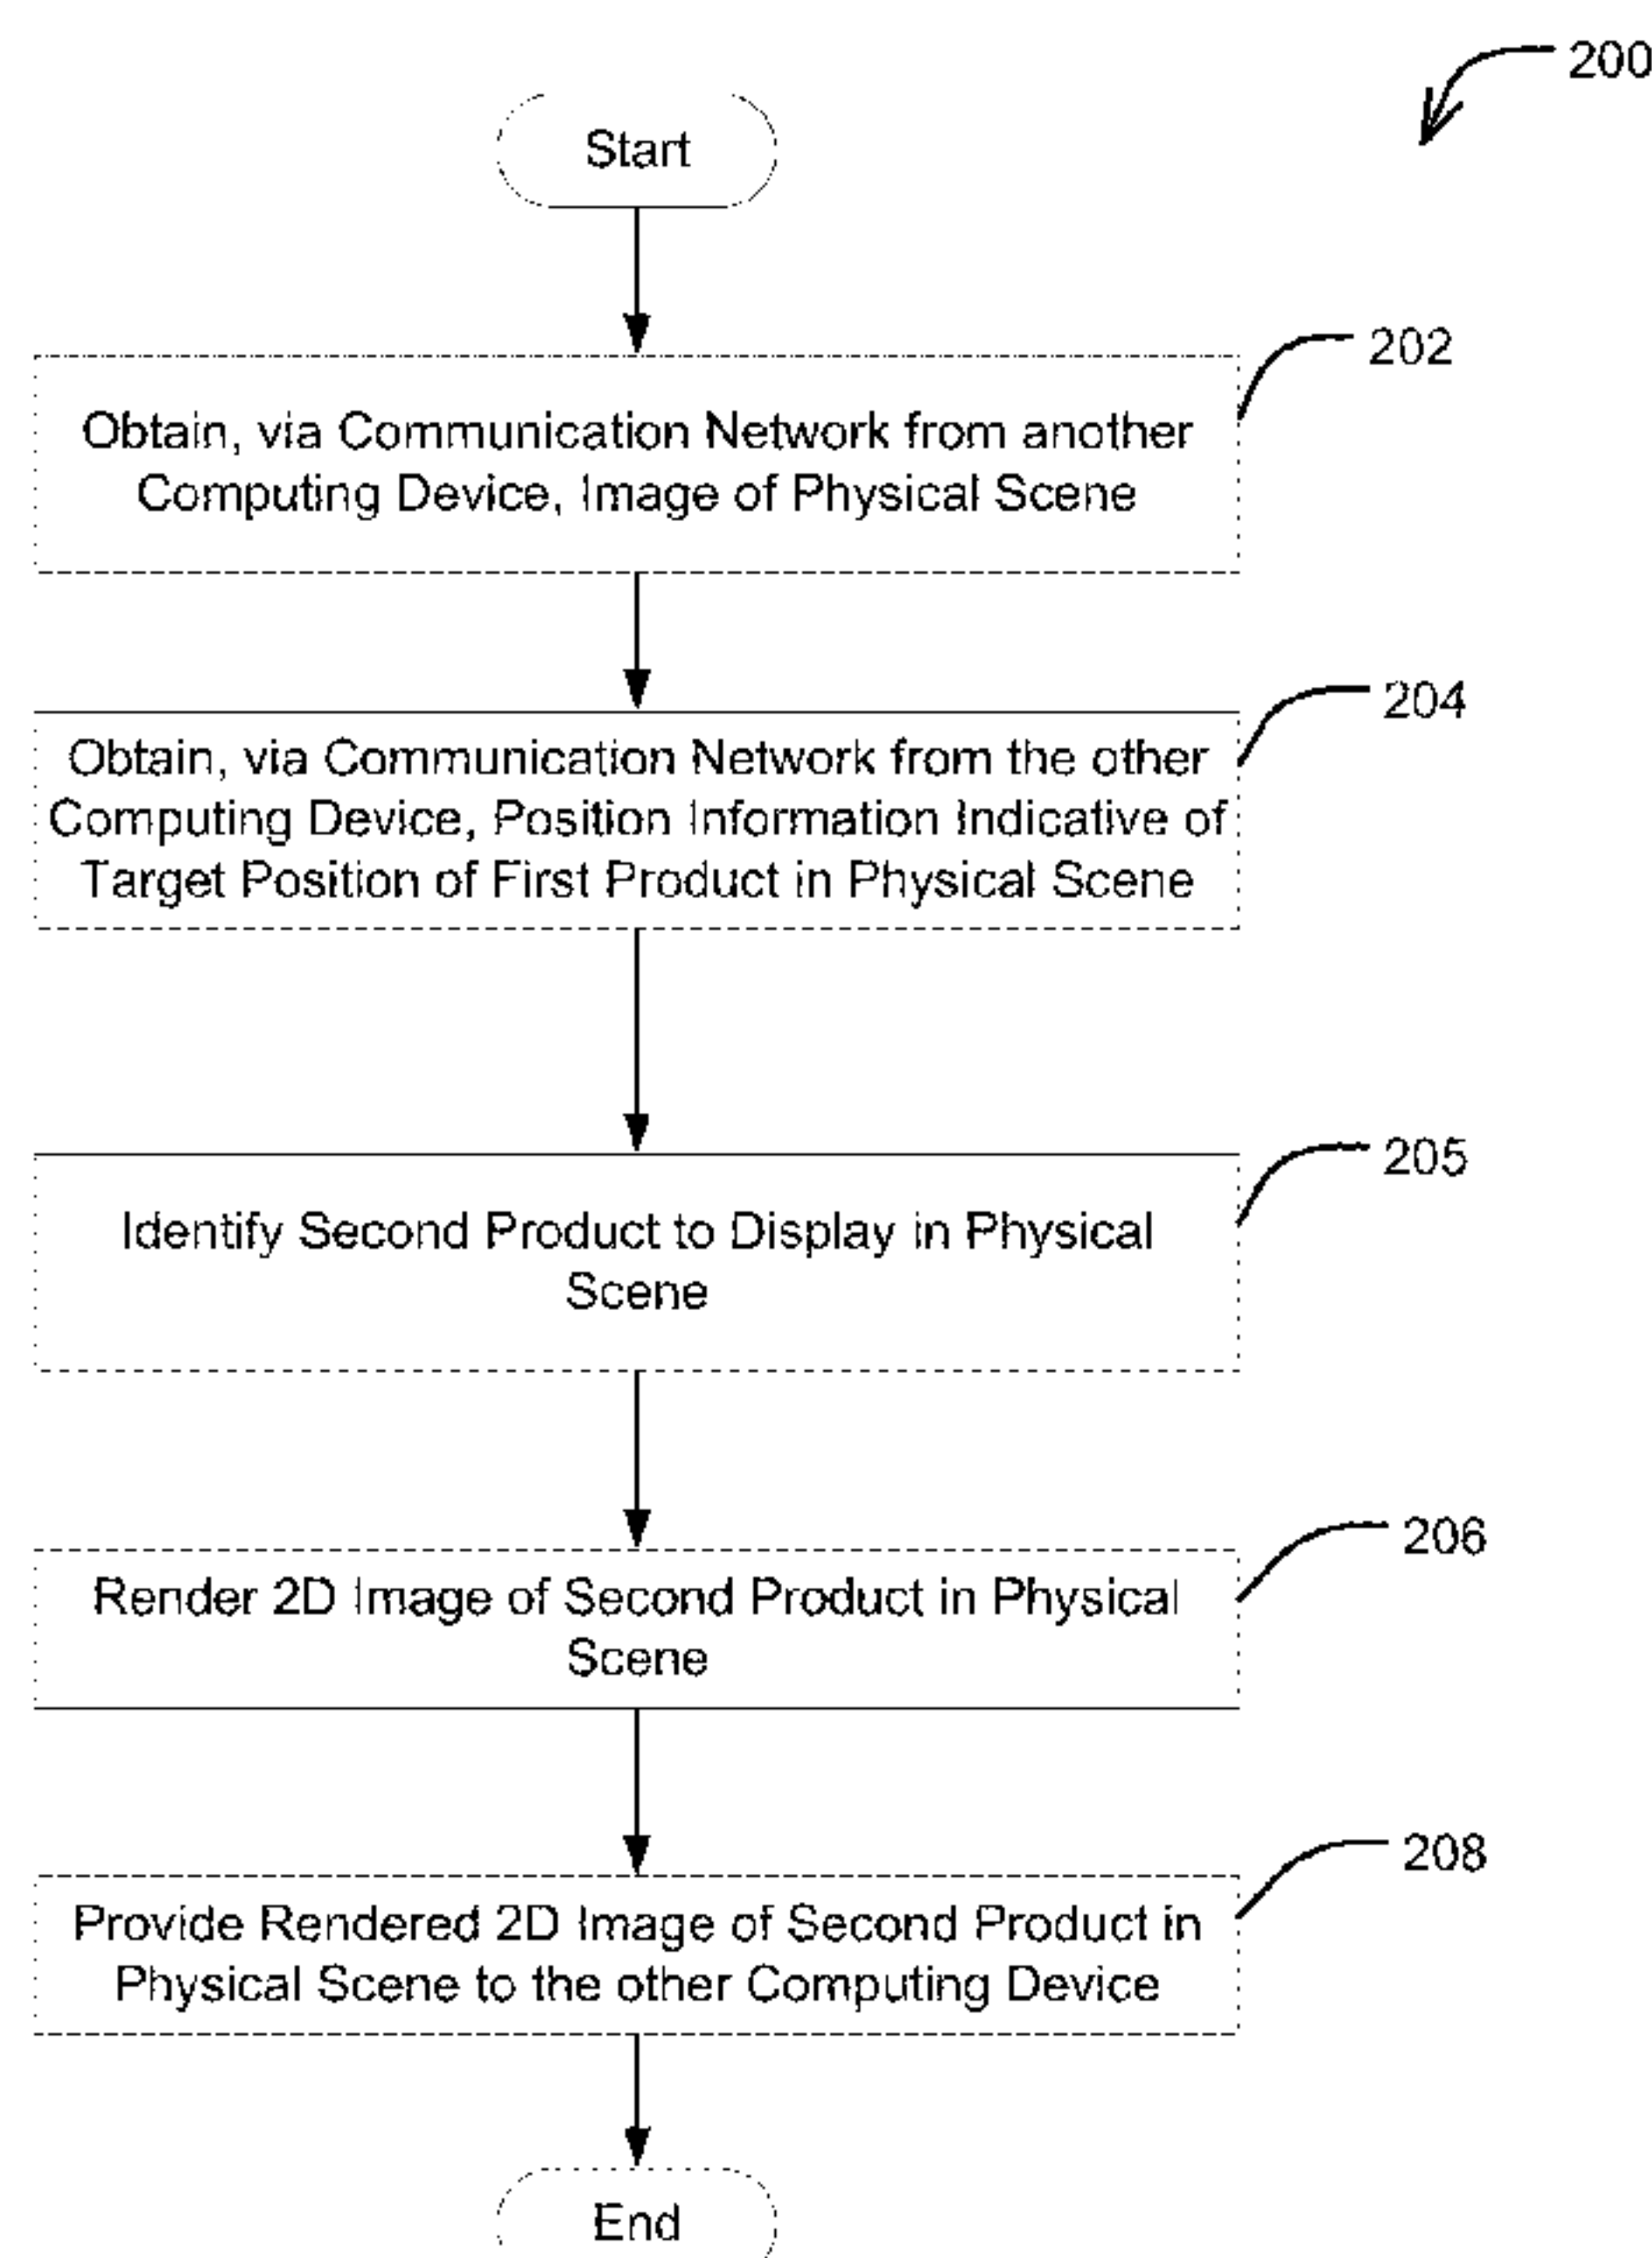 200
Start
202
Obtain, via Communication Network from another
Computing Device, Image of Physical Scene
204
Obtain, via Communication Network from the other
Computing Device, Position Information Indicative of
Target Position of First Product in Physical Scene
205
Identify Second Product to Display in Physical
Scene
206
Render 2D Image of Second Product in Physical
Scene
208
Provide Rendered 2D Image of Second Product in
Physical Scene to the other Computing Device
End